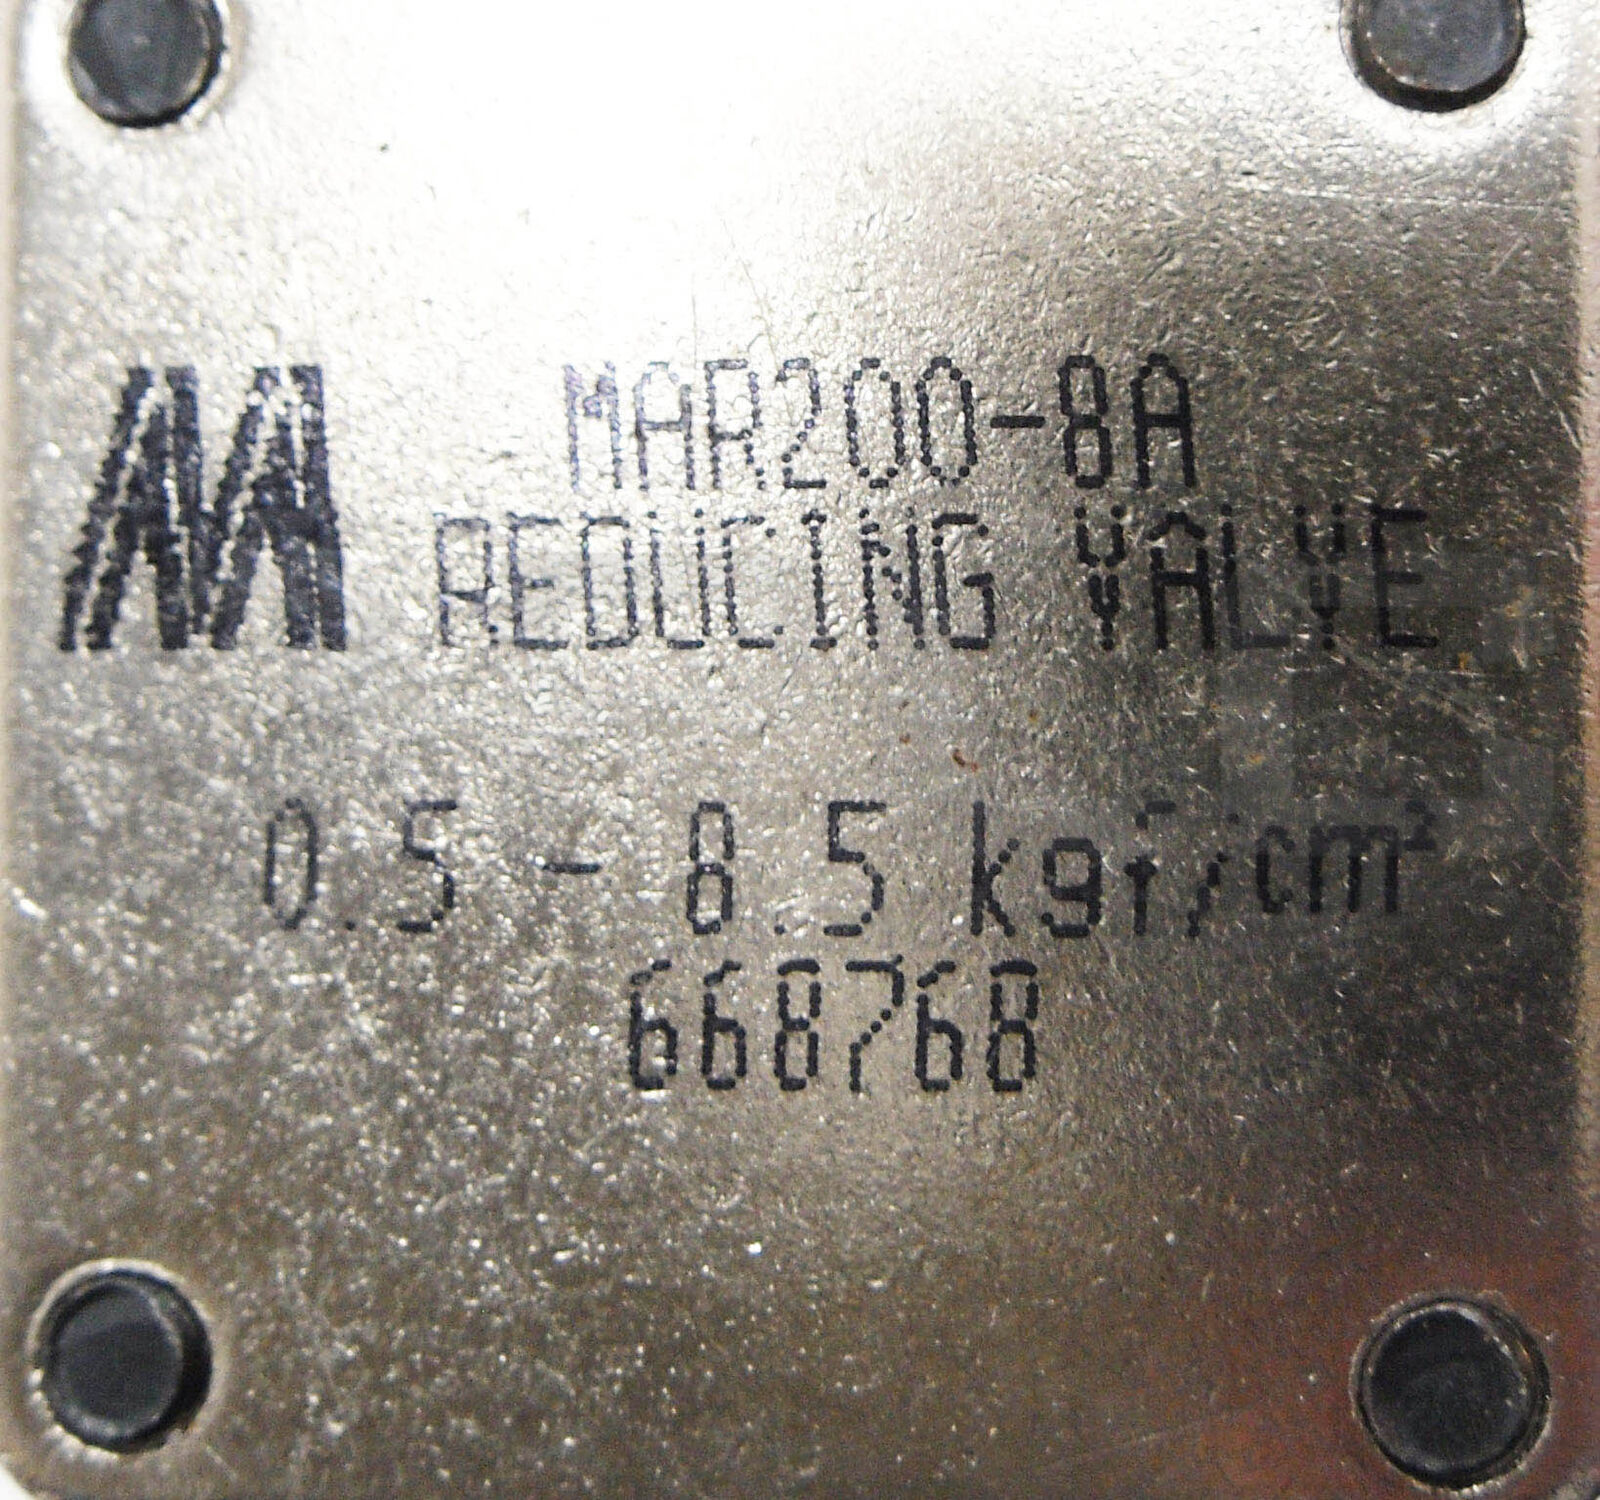 MAR200-8A
REDUCING VALVE
0.5 - 8.5 kgf/cm²
668768